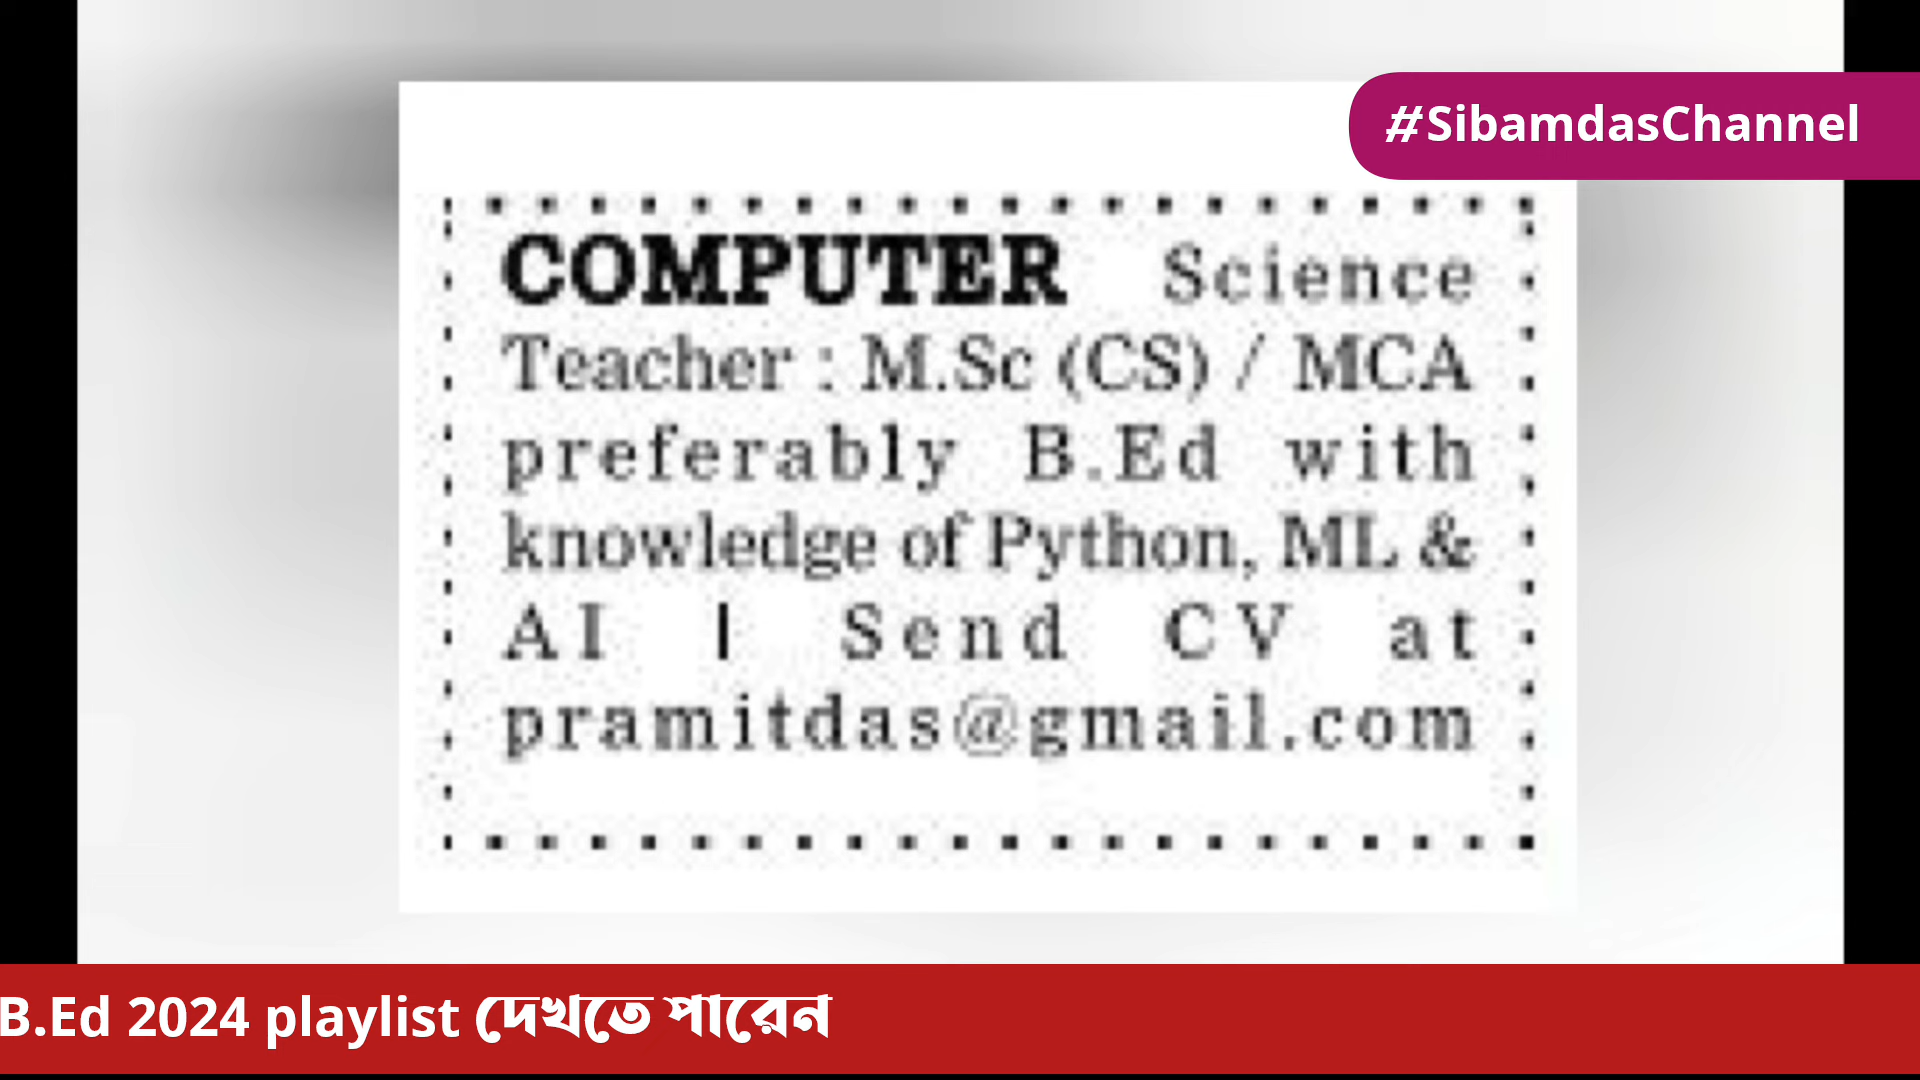 #SibamdasChannel
COMPUTER Science
Teacher : M.Sc (CS) / MCA
preferably B.Ed with
knowledge of Python, ML &
AI | Send CV at
pramitdas@gmail.com
B.Ed 2024 playlist দেখতে পারেন